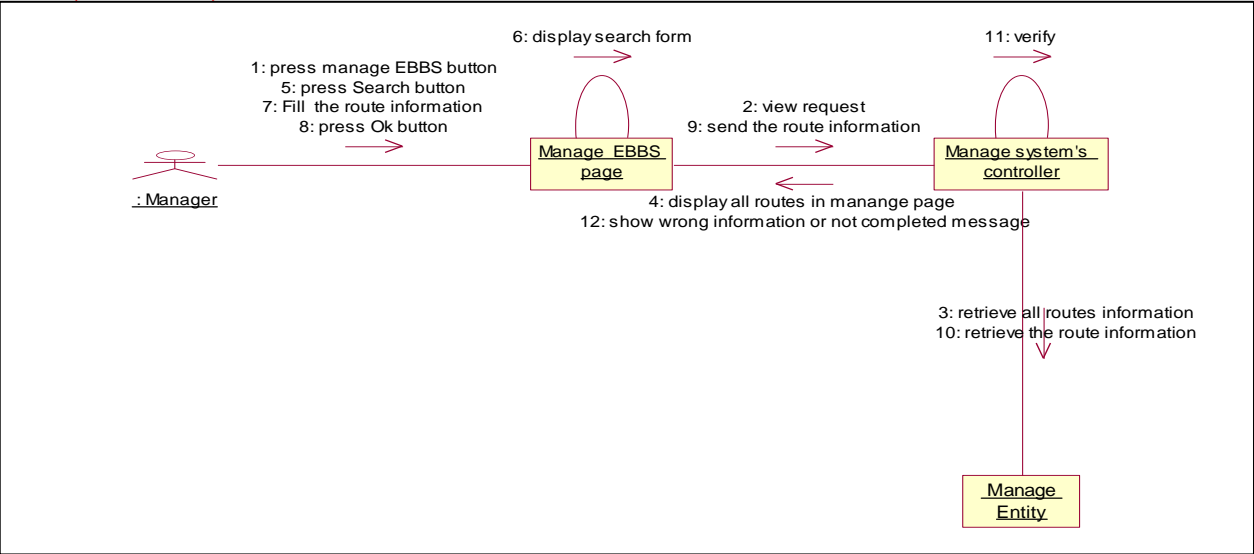 6: display search form
11: verify
1: press manage EBBS button
5: press Search button
7: Fill the route information
8: press Ok button
2: view request
9: send the route information
Manage EBBS
page
Manage system's
controller
: Manager
4: display all routes in manange page
12: show wrong information or not completed message
3: retrieve all routes information
10: retrieve the route information
Manage
Entity